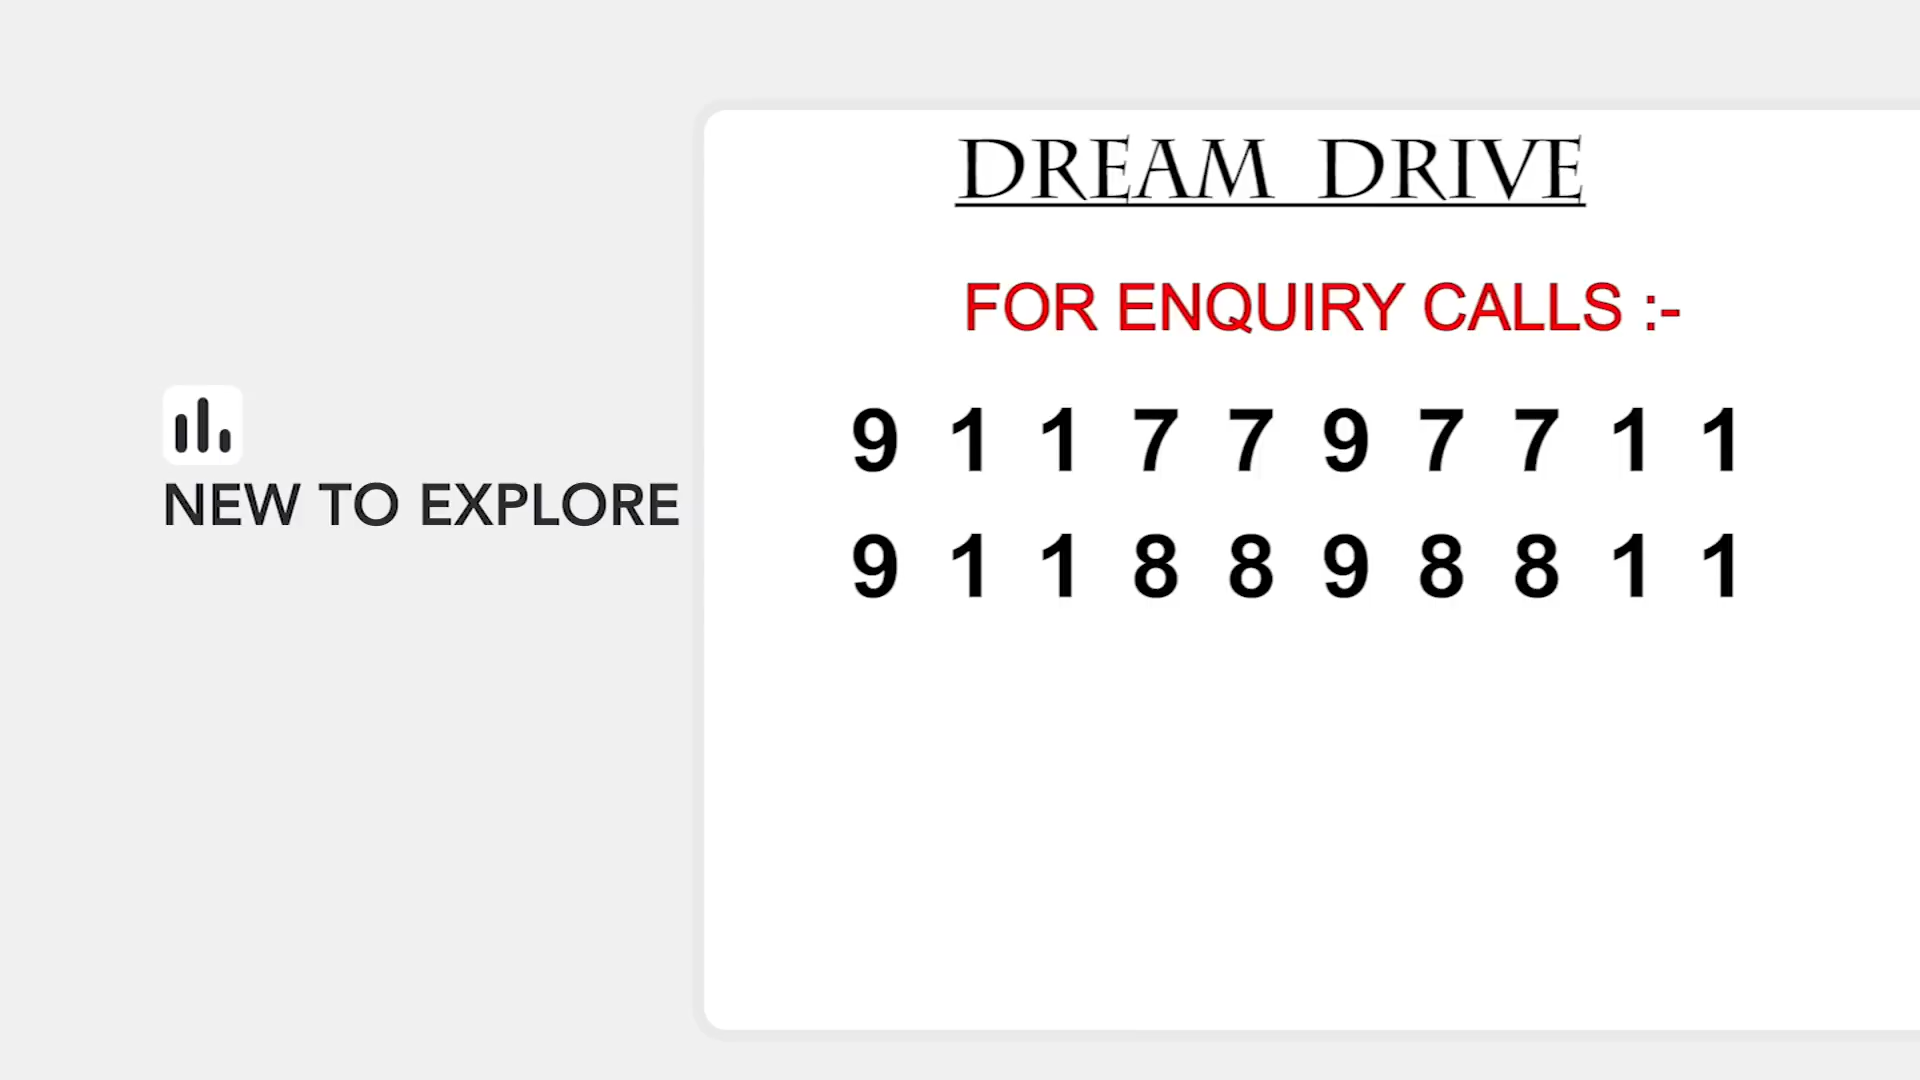 DREAM DRIVE
FOR ENQUIRY CALLS :-
9 1 1 7 7 9 7 7 1 1
9 1 1 8 8 9 8 8 1 1
NEW TO EXPLORE